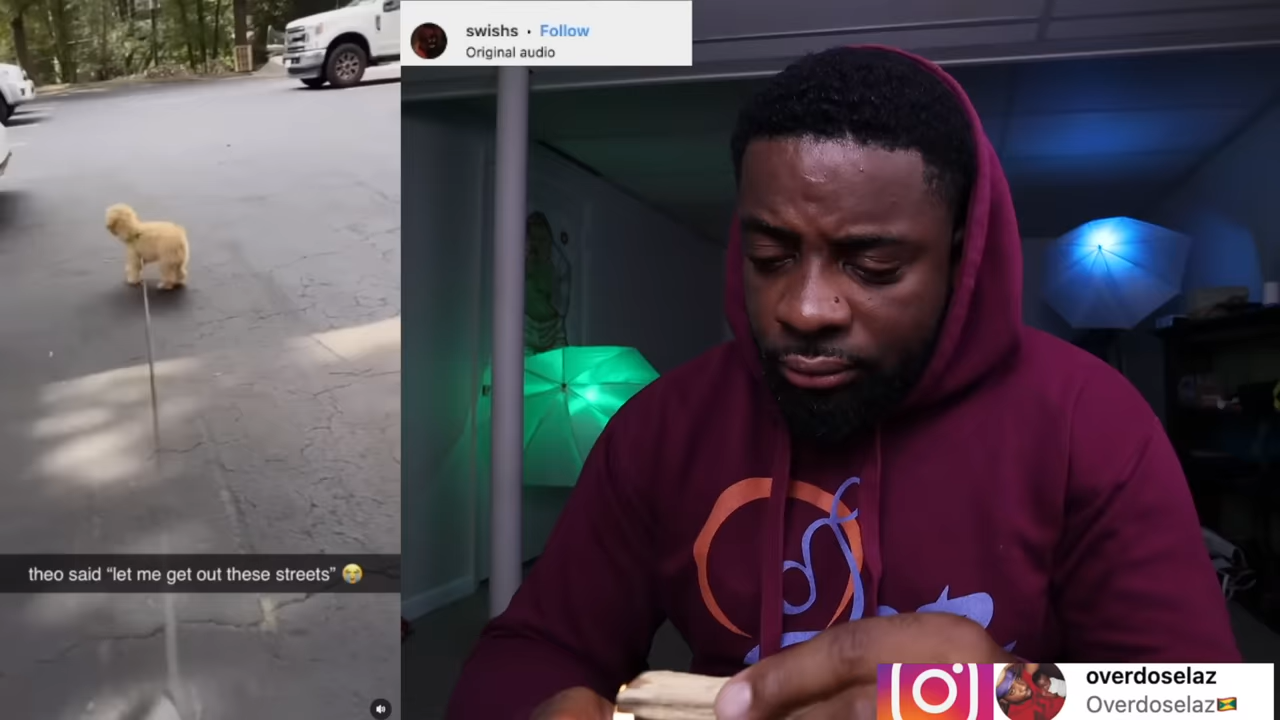 swishs • Follow
Original audio
theo said “let me get out these streets” 😭
overdoselaz
Overdoselaz🇬🇩